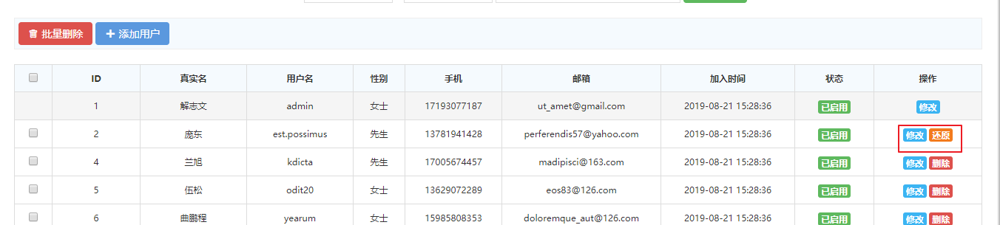 批量删除 添加用户
ID 真实名 用户名 性别 手机 邮箱 加入时间 状态 操作
1 解志文 admin 女士 17193077187 ut_amet@gmail.com 2019-08-21 15:28:36 已启用 修改
2 庞东 est.possimus 先生 13781941428 perferendis57@yahoo.com 2019-08-21 15:28:36 已启用 修改 还原
4 兰旭 kdicta 先生 17005674457 madipisci@163.com 2019-08-21 15:28:36 已启用 修改 删除
5 伍松 odit20 女士 13629072289 eos83@126.com 2019-08-21 15:28:36 已启用 修改 删除
6 曲鹏程 yearum 女士 15985808353 doloremque_aut@126.com 2019-08-21 15:28:36 已启用 修改 删除